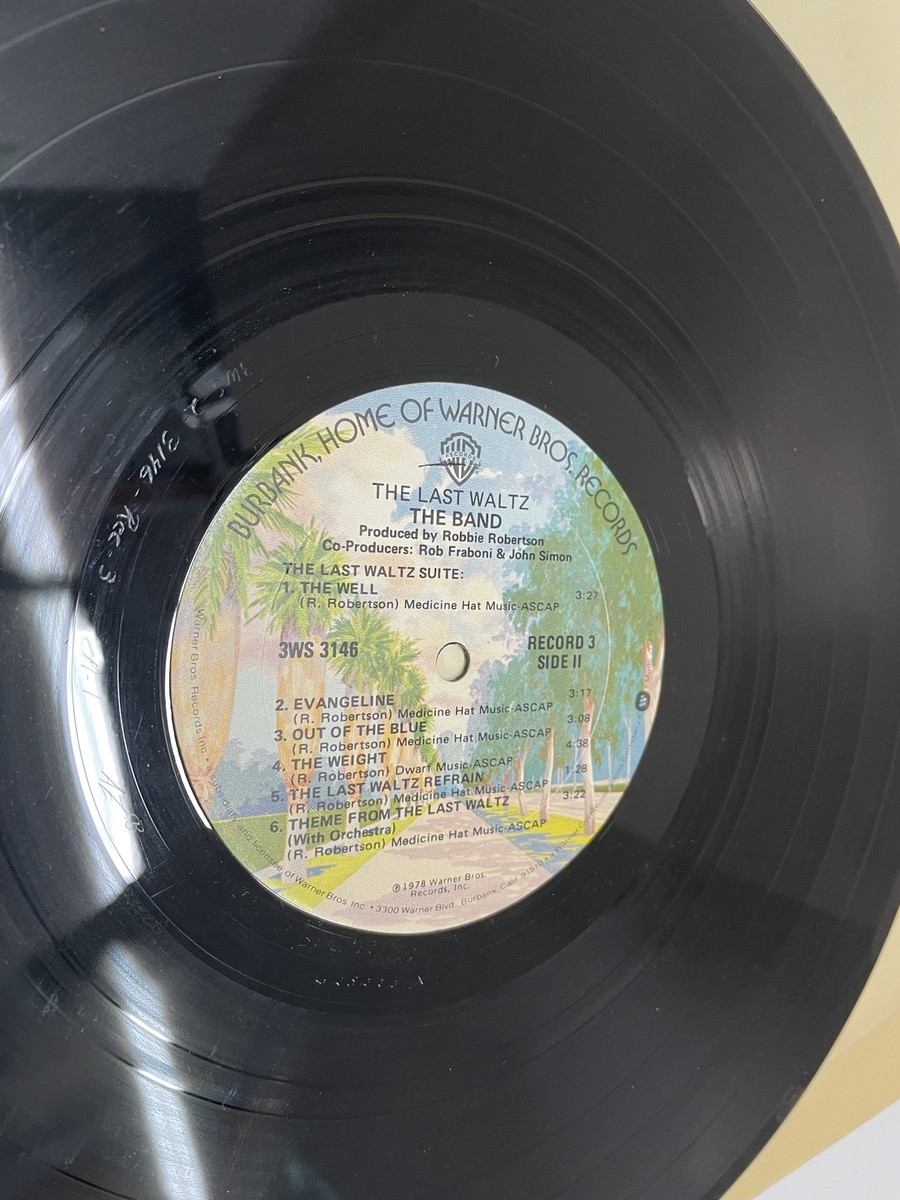 BURBANK, HOME OF WARNER BROS. RECORDS
RECORDS
THE LAST WALTZ
THE BAND
Produced by Robbie Robertson
Co-Producers: Rob Fraboni & John Simon
THE LAST WALTZ SUITE:
1. THE WELL 3:27
(R. Robertson) Medicine Hat Music-ASCAP
3WS 3146
RECORD 3
SIDE II
2. EVANGELINE 3:17
(R. Robertson) Medicine Hat Music-ASCAP
3. OUT OF THE BLUE 3:08
(R. Robertson) Medicine Hat Music-ASCAP
4. THE WEIGHT 4:38
(R. Robertson) Dwarf Music-ASCAP
5. THE LAST WALTZ REFRAIN 1:28
(R. Robertson) Medicine Hat Music-ASCAP
6. THEME FROM THE LAST WALTZ 3:22
(With Orchestra)
(R. Robertson) Medicine Hat Music-ASCAP
℗ 1978 Warner Bros.
Records, Inc.
Warner Bros. Records Inc. • a subsidiary and licensee of Warner Bros. Inc. • 3300 Warner Blvd., Burbank, Calif.
3146 - Rec-3